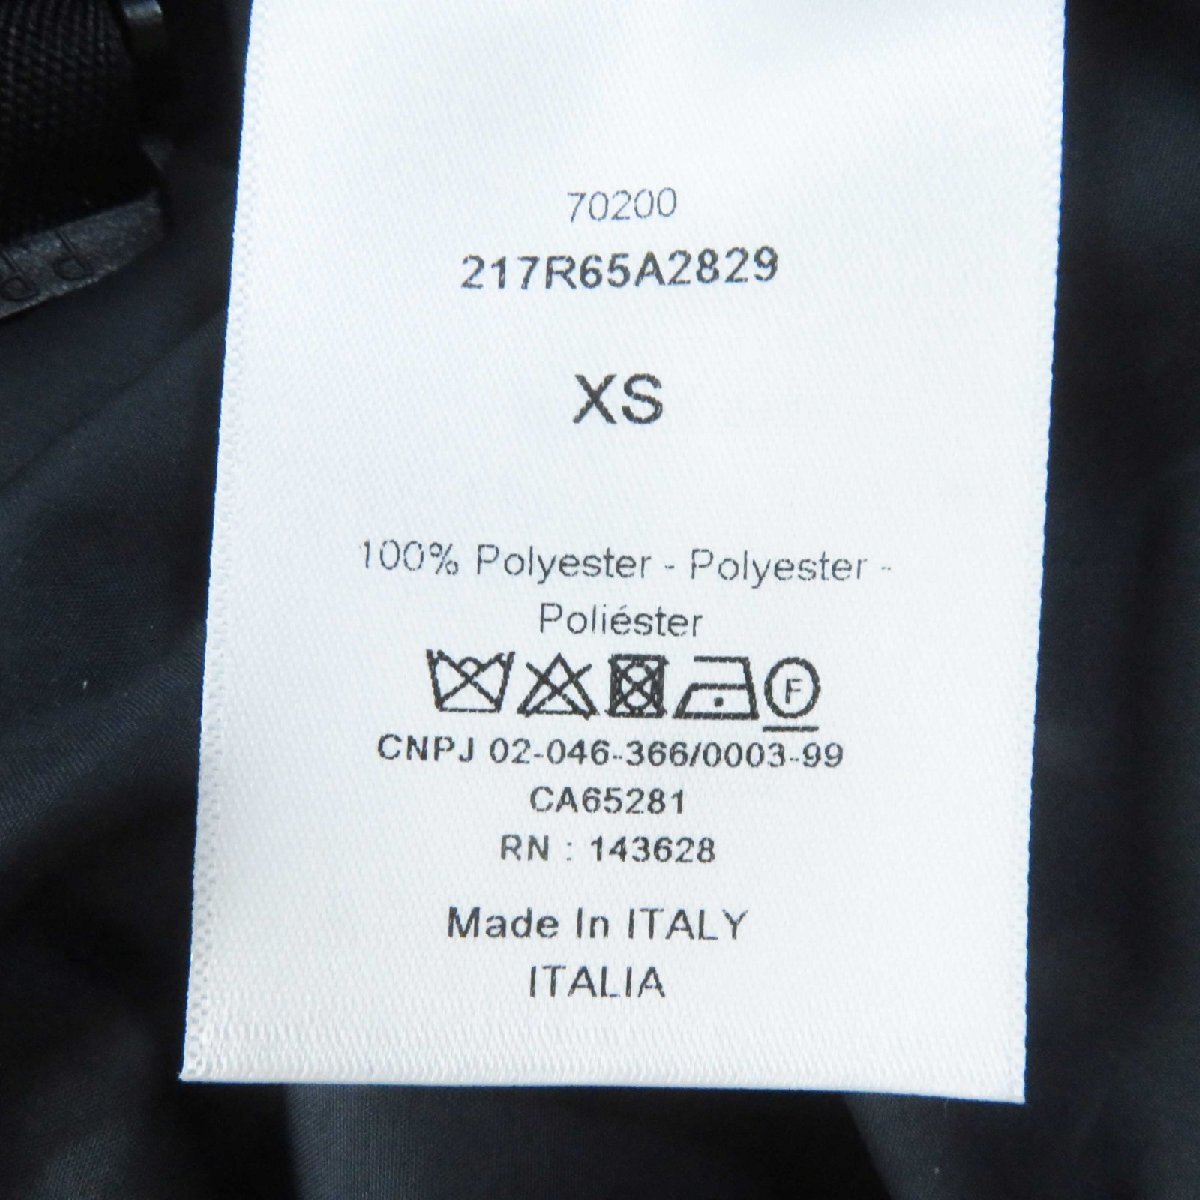 70200
217R65A2829
XS
100% Polyester - Polyester -
Poliéster
F
CNPJ 02-046-366/0003-99
CA65281
RN : 143628
Made In ITALY
ITALIA